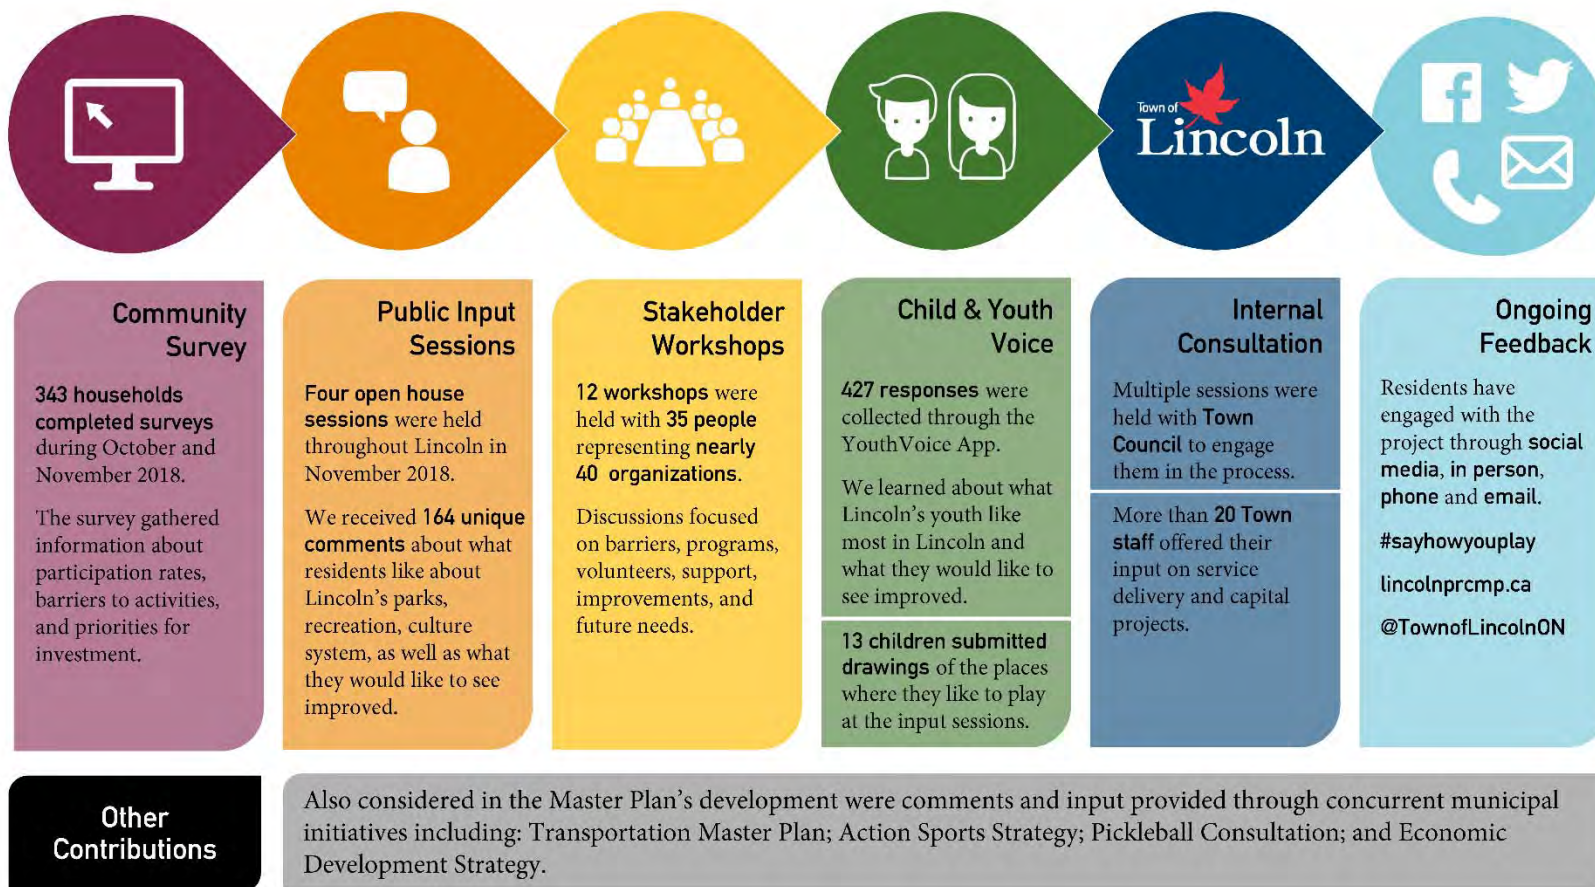 Town of
Lincoln
Community
Survey
343 households
completed surveys
during October and
November 2018.
The survey gathered
information about
participation rates,
barriers to activities,
and priorities for
investment.
Public Input
Sessions
Four open house
sessions were held
throughout Lincoln in
November 2018.
We received 164 unique
comments about what
residents like about
Lincoln's parks,
recreation, culture
system, as well as what
they would like to see
improved.
Stakeholder
Workshops
12 workshops were
held with 35 people
representing nearly
40 organizations.
Discussions focused
on barriers, programs,
volunteers, support,
improvements, and
future needs.
Child & Youth
Voice
427 responses were
collected through the
YouthVoice App.
We learned about what
Lincoln's youth like
most in Lincoln and
what they would like to
see improved.
13 children submitted
drawings of the places
where they like to play
at the input sessions.
Internal
Consultation
Multiple sessions were
held with Town
Council to engage
them in the process.
More than 20 Town
staff offered their
input on service
delivery and capital
projects.
Ongoing
Feedback
Residents have
engaged with the
project through social
media, in person,
phone and email.
#sayhowyouplay
lincolnprcmp.ca
@TownofLincolnON
Other
Contributions
Also considered in the Master Plan's development were comments and input provided through concurrent municipal
initiatives including: Transportation Master Plan; Action Sports Strategy; Pickleball Consultation; and Economic
Development Strategy.